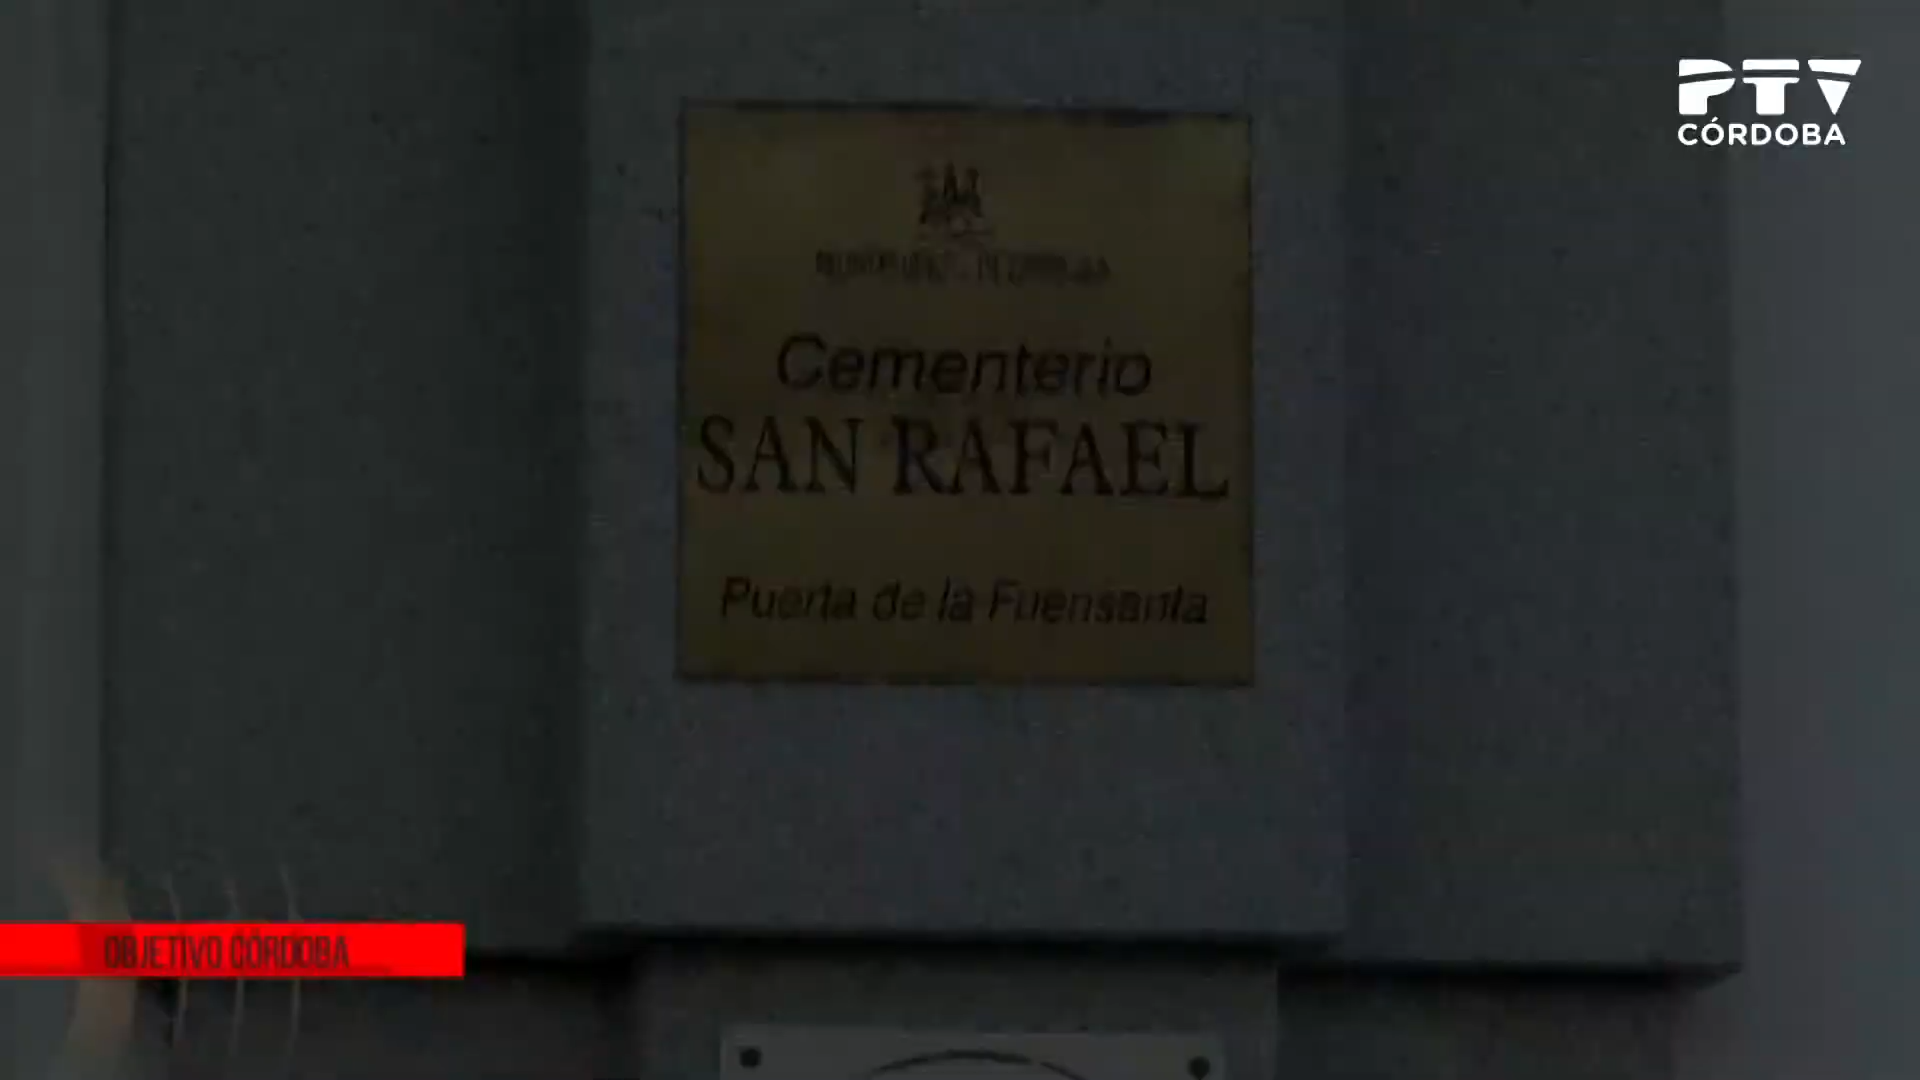 PTV
CÓRDOBA
Cementerio
SAN RAFAEL
Puerta de la Fuensanta
OBJETIVO CÓRDOBA